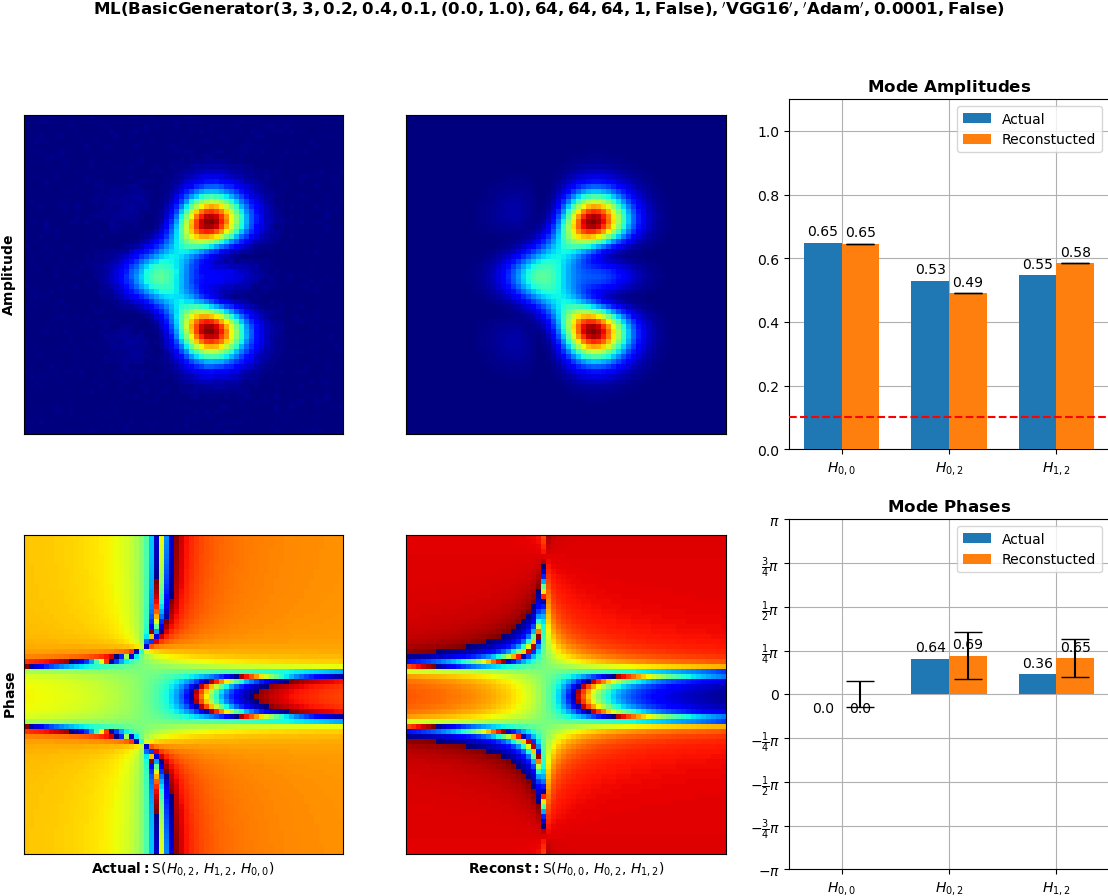 ML(BasicGenerator(3, 3, 0.2, 0.4, 0.1, (0.0, 1.0), 64, 64, 64, 1, False), ′VGG16′, ′Adam′, 0.0001, False)
Amplitude
Mode Amplitudes
Actual
Reconstucted
1.0
0.8
0.6
0.4
0.2
0.0
0.65 0.65
0.53 0.49
0.55 0.58
H₀,₀ H₀,₂ H₁,₂
Phase
Actual: S(H₀,₂, H₁,₂, H₀,₀)
Reconst: S(H₀,₀, H₀,₂, H₁,₂)
Mode Phases
Actual
Reconstucted
π
3/4π
1/2π
1/4π
0
−1/4π
−1/2π
−3/4π
−π
0.0 0.0
0.64 0.69
0.36 0.65
H₀,₀ H₀,₂ H₁,₂